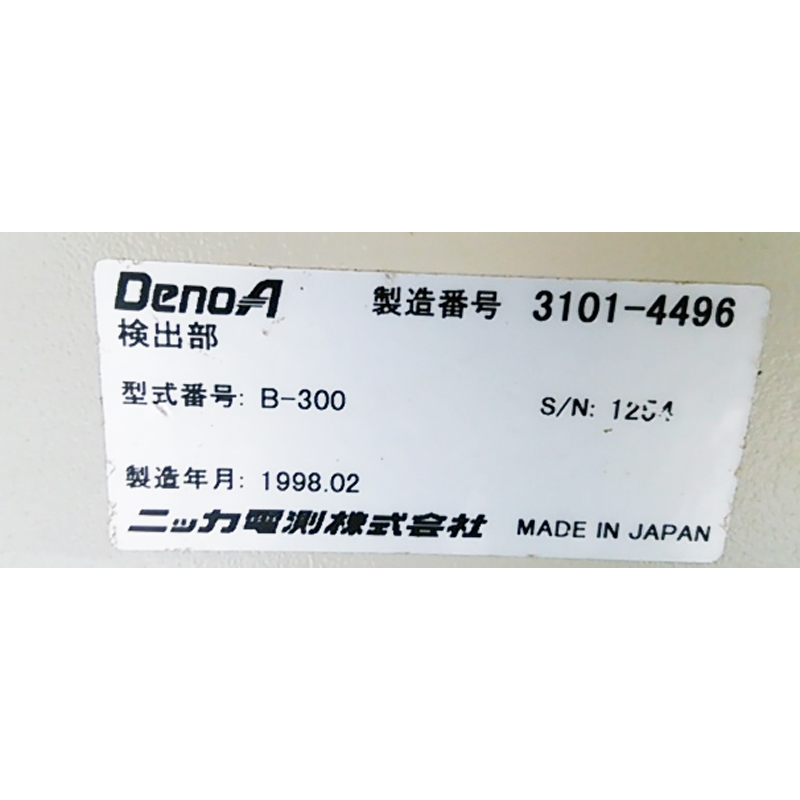 DenoA 製造番号 3101-4496
検出部
型式番号: B-300 S/N:
製造年月: 1998.02
ニッカ電測株式会社 MADE IN JAPAN